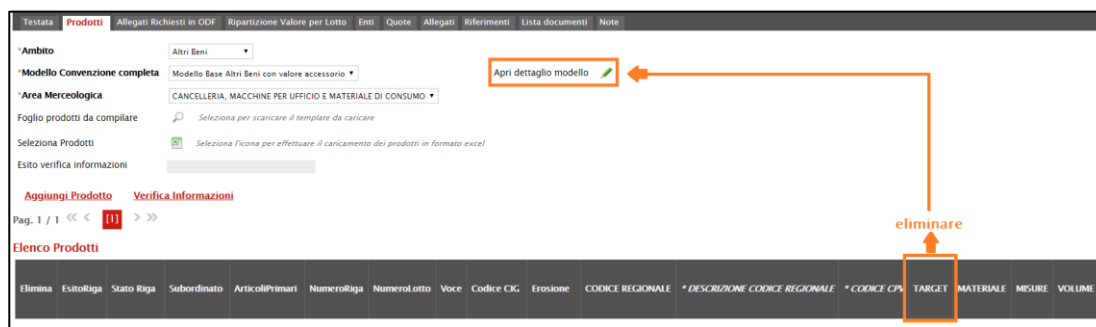 Testata Prodotti Allegati Richiesti in ODF Ripartizione Valore per Lotto Enti Quote Allegati Riferimenti Lista documenti Note
*Ambito Altri Beni
*Modello Convenzione completa Modello Base Altri Beni con valore accessorio Apri dettaglio modello
*Area Merceologica CANCELLERIA, MACCHINE PER UFFICIO E MATERIALE DI CONSUMO
Foglio prodotti da compilare Seleziona per scaricare il template da caricare
Seleziona Prodotti Seleziona l'icona per effettuare il caricamento dei prodotti in formato excel
Esito verifica informazioni
Aggiungi Prodotto Verifica Informazioni
Pag. 1 / 1 << < [1] > >>
eliminare
Elenco Prodotti
Elimina EsitoRiga Stato Riga Subordinato ArticoliPrimari NumeroRiga NumeroLotto Voce Codice CIG Erosione CODICE REGIONALE * DESCRIZIONE CODICE REGIONALE * CODICE CPV TARGET MATERIALE MISURE VOLUME